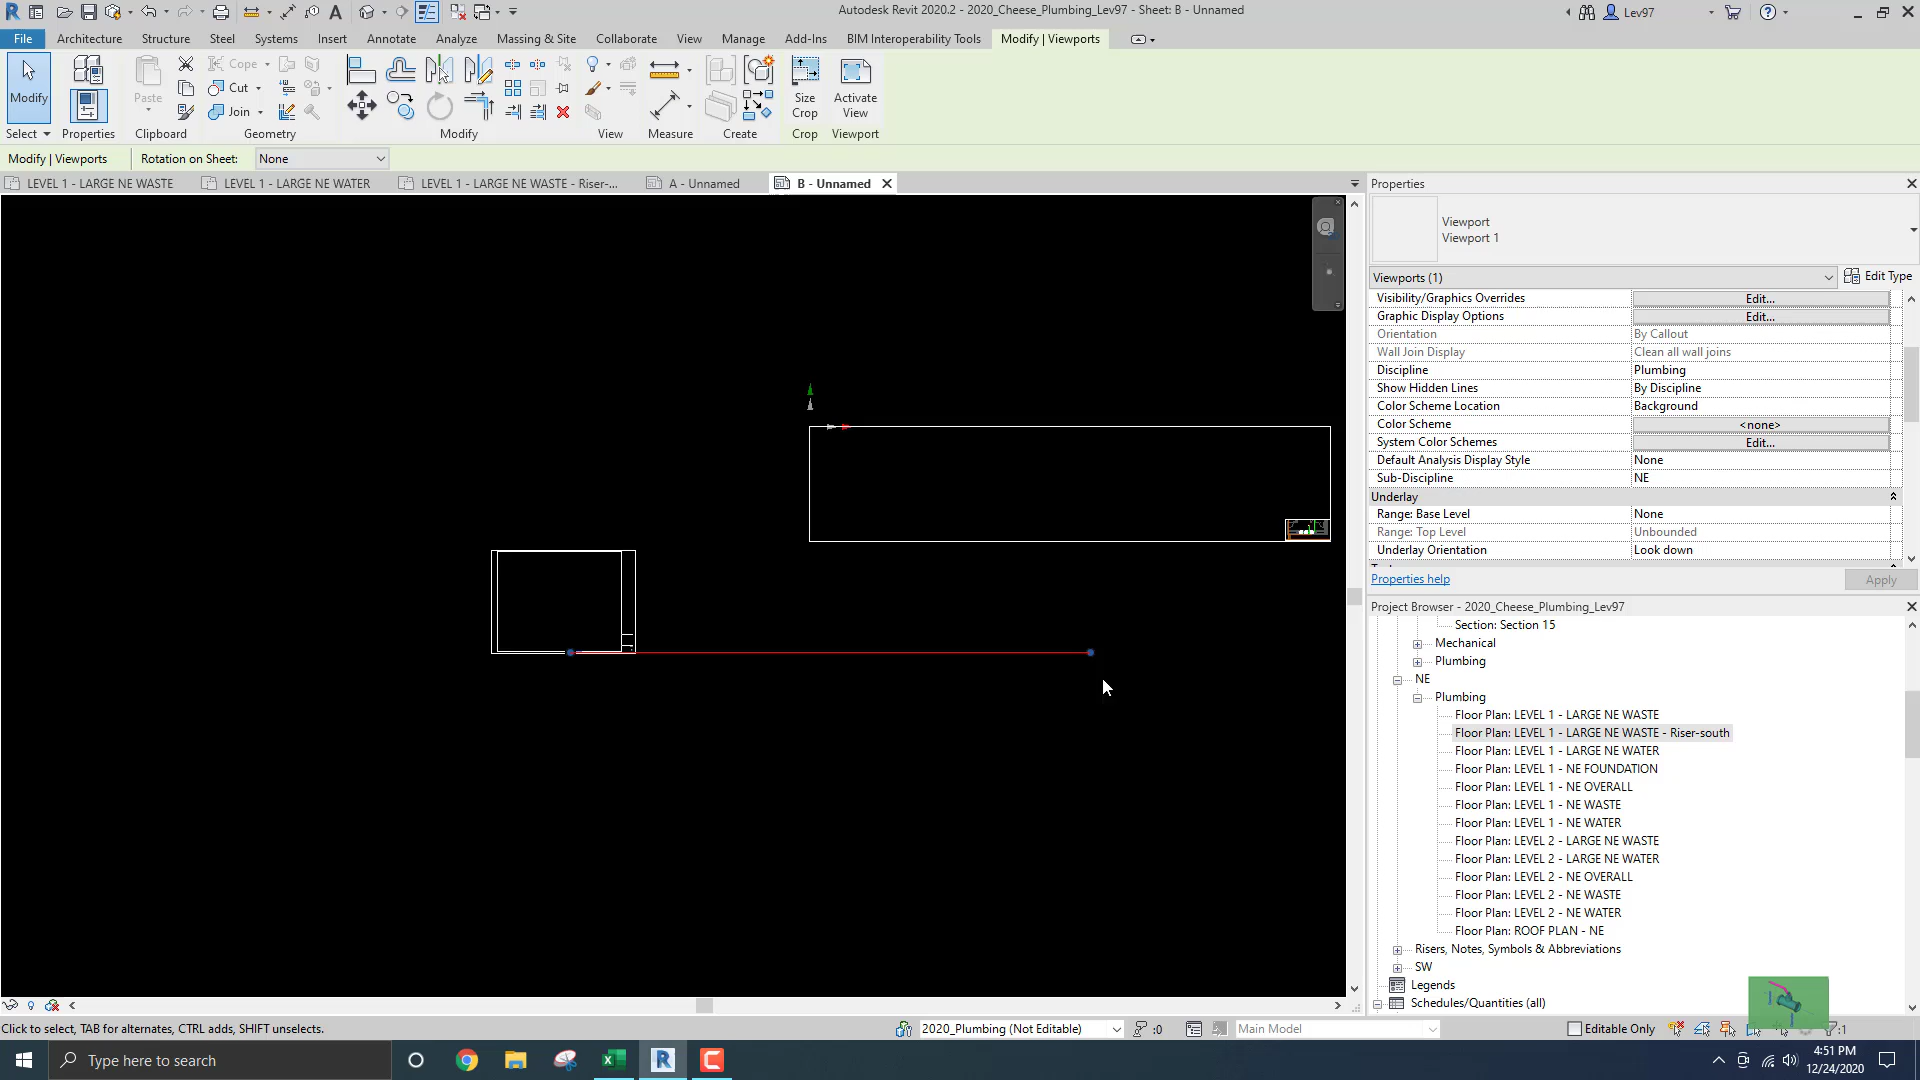 Autodesk Revit 2020.2 - 2020_Cheese_Plumbing_Lev97 - Sheet: B - Unnamed
Lev97
File Architecture Structure Steel Systems Insert Annotate Analyze Massing & Site Collaborate View Manage Add-Ins BIM Interoperability Tools Modify | Viewports
Modify
Paste
Cope
Cut
Join
Size
Crop
Activate
View
Select Properties Clipboard Geometry Modify View Measure Create Crop Viewport
Modify | Viewports Rotation on Sheet: None
LEVEL 1 - LARGE NE WASTE
LEVEL 1 - LARGE NE WATER
LEVEL 1 - LARGE NE WASTE - Riser-...
A - Unnamed
B - Unnamed
Properties
Viewport
Viewport 1
Viewports (1) Edit Type
Visibility/Graphics Overrides Edit...
Graphic Display Options Edit...
Orientation By Callout
Wall Join Display Clean all wall joins
Discipline Plumbing
Show Hidden Lines By Discipline
Color Scheme Location Background
Color Scheme <none>
System Color Schemes Edit...
Default Analysis Display Style None
Sub-Discipline NE
Underlay
Range: Base Level None
Range: Top Level Unbounded
Underlay Orientation Look down
Properties help Apply
Project Browser - 2020_Cheese_Plumbing_Lev97
Section: Section 15
Mechanical
Plumbing
NE
Plumbing
Floor Plan: LEVEL 1 - LARGE NE WASTE
Floor Plan: LEVEL 1 - LARGE NE WASTE - Riser-south
Floor Plan: LEVEL 1 - LARGE NE WATER
Floor Plan: LEVEL 1 - NE FOUNDATION
Floor Plan: LEVEL 1 - NE OVERALL
Floor Plan: LEVEL 1 - NE WASTE
Floor Plan: LEVEL 1 - NE WATER
Floor Plan: LEVEL 2 - LARGE NE WASTE
Floor Plan: LEVEL 2 - LARGE NE WATER
Floor Plan: LEVEL 2 - NE OVERALL
Floor Plan: LEVEL 2 - NE WASTE
Floor Plan: LEVEL 2 - NE WATER
Floor Plan: ROOF PLAN - NE
Risers, Notes, Symbols & Abbreviations
SW
Legends
Schedules/Quantities (all)
Click to select, TAB for alternates, CTRL adds, SHIFT unselects.
2020_Plumbing (Not Editable) :0 Main Model Editable Only :1
Type here to search
4:51 PM
12/24/2020